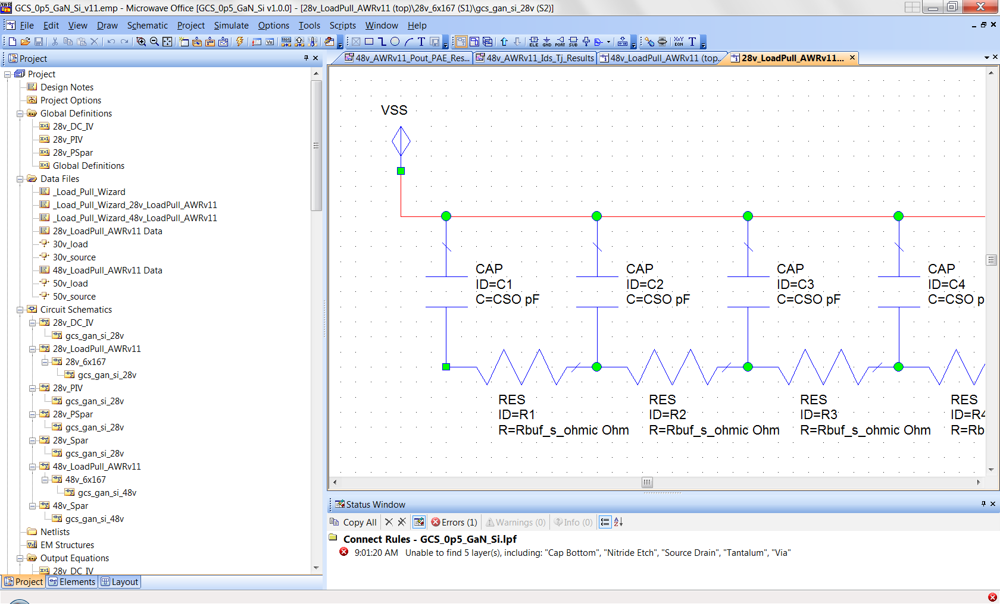 GCS_0p5_GaN_Si_v11.emp - Microwave Office [GCS_0p5_GaN_Si v1.0.0] - [28v_LoadPull_AWRv11 (top)\28v_6x167 (S1)\gcs_gan_si_28v (S2)]
File Edit View Draw Schematic Project Simulate Options Tools Scripts Window Help
Project
48v_AWRv11_Pout_PAE_Res... 48v_AWRv11_Ids_Tj_Results 48v_LoadPull_AWRv11 (top... 28v_LoadPull_AWRv11...
Project
Design Notes
Project Options
Global Definitions
28v_DC_IV
28v_PIV
28v_PSpar
Global Definitions
Data Files
_Load_Pull_Wizard
_Load_Pull_Wizard_28v_LoadPull_AWRv11
_Load_Pull_Wizard_48v_LoadPull_AWRv11
28v_LoadPull_AWRv11 Data
30v_load
30v_source
48v_LoadPull_AWRv11 Data
50v_load
50v_source
Circuit Schematics
28v_DC_IV
gcs_gan_si_28v
28v_LoadPull_AWRv11
28v_6x167
gcs_gan_si_28v
28v_PIV
gcs_gan_si_28v
28v_PSpar
gcs_gan_si_28v
28v_Spar
gcs_gan_si_28v
48v_LoadPull_AWRv11
48v_6x167
gcs_gan_si_48v
48v_Spar
gcs_gan_si_48v
Netlists
EM Structures
Output Equations
28v_DC_IV
Project Elements Layout
VSS
CAP
ID=C1
C=CSO pF
CAP
ID=C2
C=CSO pF
CAP
ID=C3
C=CSO pF
CAP
ID=C4
C=CSO p
RES
ID=R1
R=Rbuf_s_ohmic Ohm
RES
ID=R2
R=Rbuf_s_ohmic Ohm
RES
ID=R3
R=Rbuf_s_ohmic Ohm
RES
ID=R4
R=Rb
Status Window
Copy All Errors (1) Warnings (0) Info (0)
Connect Rules - GCS_0p5_GaN_Si.lpf
9:01:20 AM Unable to find 5 layer(s), including: "Cap Bottom", "Nitride Etch", "Source Drain", "Tantalum", "Via"